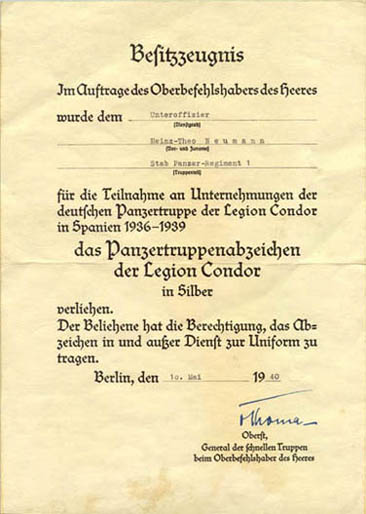 Besitzzeugnis
Im Auftrage des Oberbefehlshabers des Heeres
wurde dem Unteroffizier
(Dienstgrad)
Heinz-Theo Neumann
(Vor- und Zuname)
Stab Panzer-Regiment 1
(Truppenteil)
für die Teilnahme an Unternehmungen der
deutschen Panzertruppe der Legion Condor
in Spanien 1936-1939
das Panzertruppenabzeichen
der Legion Condor
in Silber
verliehen.
Der Beliehene hat die Berechtigung, das Ab-
zeichen in und außer Dienst zur Uniform zu
tragen.
Berlin, den 10. Mai 1940
Thoma
Oberst,
General der schnellen Truppen
beim Oberbefehlshaber des Heeres